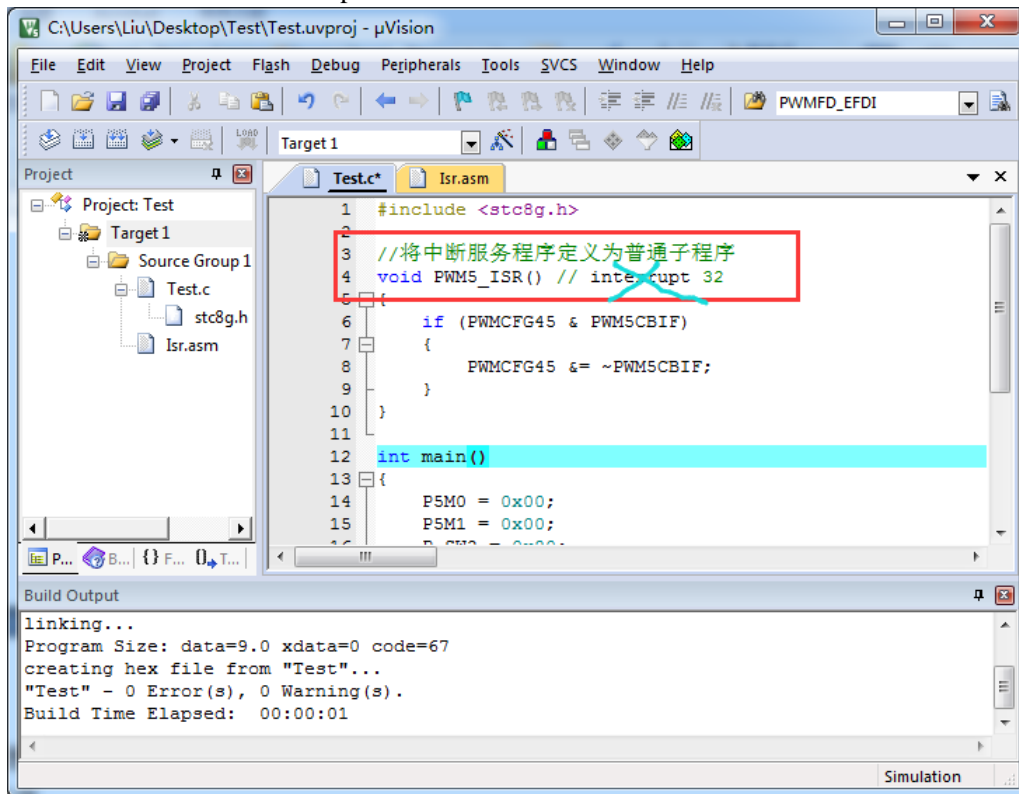 C:\Users\Liu\Desktop\Test\Test.uvproj - µVision
File Edit View Project Flash Debug Peripherals Tools SVCS Window Help
PWMFD_EFDI
LOAD Target 1
Project
Test.c* Isr.asm
Project: Test
Target 1
Source Group 1
Test.c
stc8g.h
Isr.asm
1 #include <stc8g.h>
2
3 //将中断服务程序定义为普通子程序
4 void PWM5_ISR() // interrupt 32
5 {
6 if (PWMCFG45 & PWM5CBIF)
7 {
8 PWMCFG45 &= ~PWM5CBIF;
9 }
10 }
11
12 int main()
13 {
14 P5M0 = 0x00;
15 P5M1 = 0x00;
P... B... {} F... 0 T...
Build Output
linking...
Program Size: data=9.0 xdata=0 code=67
creating hex file from "Test"...
"Test" - 0 Error(s), 0 Warning(s).
Build Time Elapsed: 00:00:01
Simulation